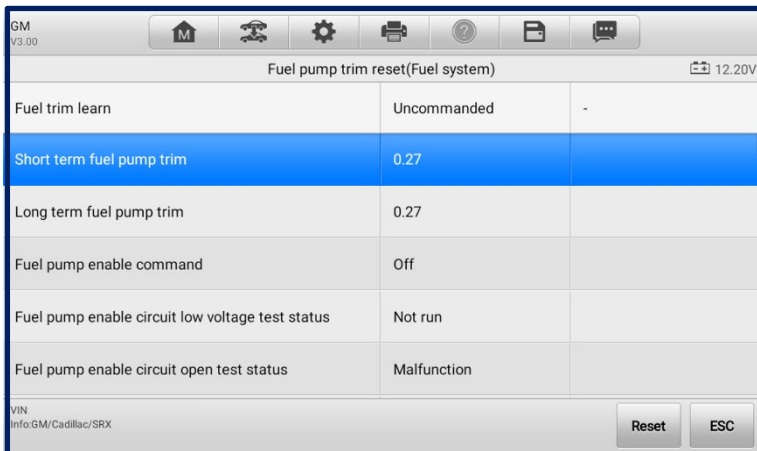 GM
V3.00
M
?
Fuel pump trim reset(Fuel system)
12.20V
Fuel trim learn Uncommanded -
Short term fuel pump trim 0.27
Long term fuel pump trim 0.27
Fuel pump enable command Off
Fuel pump enable circuit low voltage test status Not run
Fuel pump enable circuit open test status Malfunction
VIN
Info:GM/Cadillac/SRX
Reset ESC